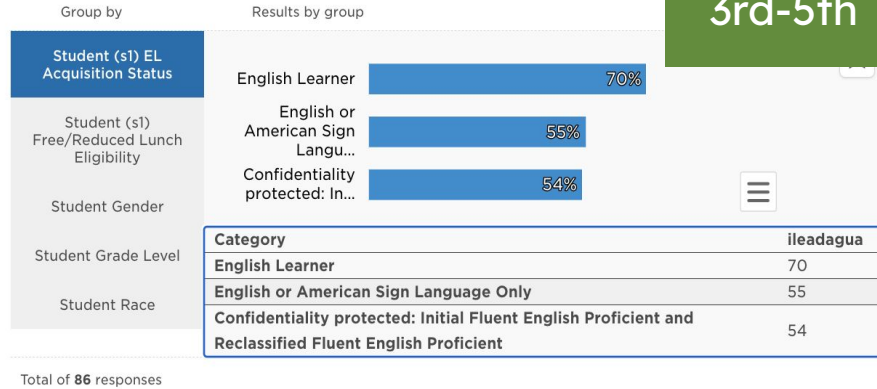 Group by
Results by group
3rd-5th
Student (s1) EL
Acquisition Status
Student (s1)
Free/Reduced Lunch
Eligibility
Student Gender
Student Grade Level
Student Race
English Learner
70%
English or
American Sign
Langu...
55%
Confidentiality
protected: In...
54%
Category ileadagua
English Learner 70
English or American Sign Language Only 55
Confidentiality protected: Initial Fluent English Proficient and
Reclassified Fluent English Proficient
54
Total of 86 responses